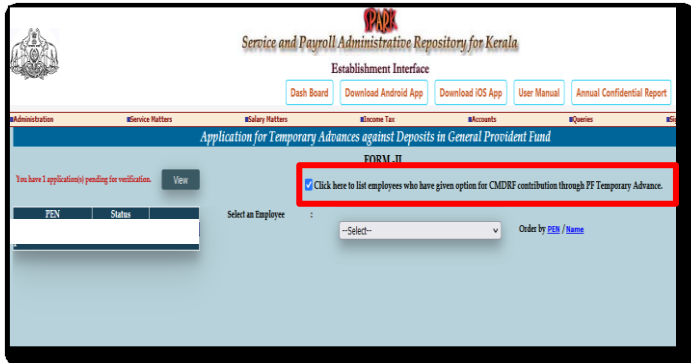 SPARK
Service and Payroll Administrative Repository for Kerala
Establishment Interface
Dash Board Download Android App Download iOS App User Manual Annual Confidential Report
Administration Service Matters Salary Matters Income Tax Accounts Queries
Application for Temporary Advances against Deposits in General Provident Fund
FORM -II
You have 1 application(s) pending for verification. View
Click here to list employees who have given option for CMDRF contribution through PF Temporary Advance.
PEN Status
Select an Employee : --Select-- Order by PEN / Name